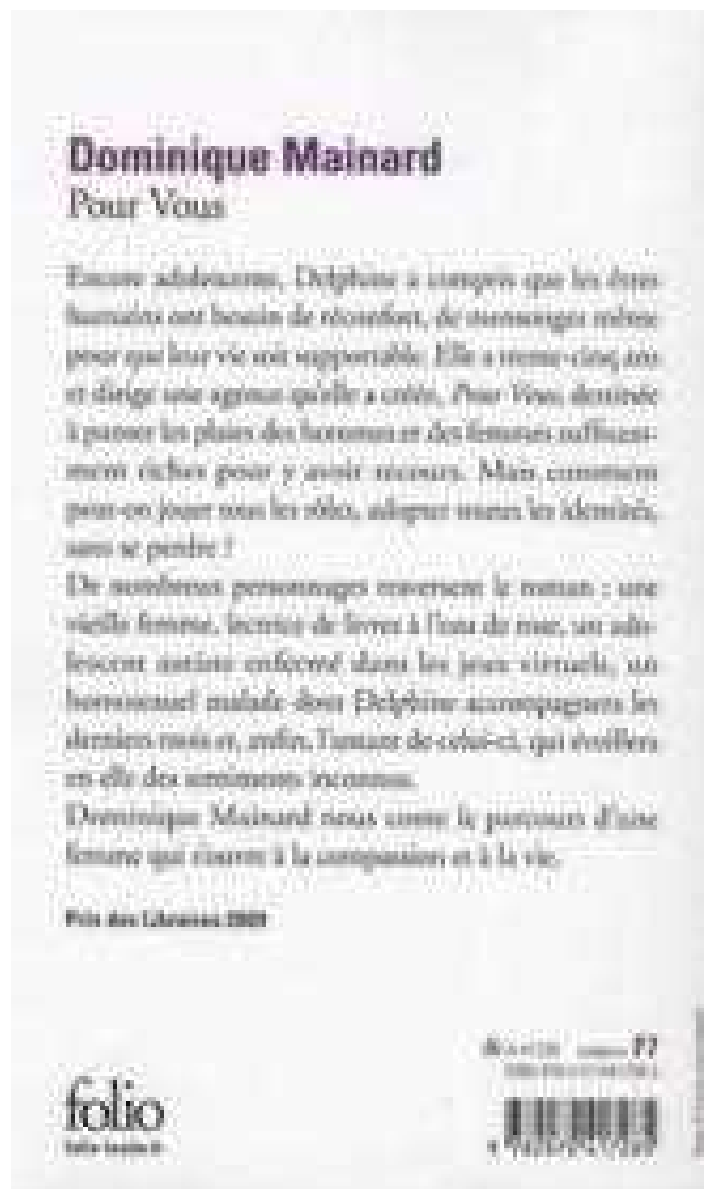 Dominique Mainard
Pour Vous
Encore adolescente, Delphine a compris que les êtres
humains ont besoin de réconfort, de mensonges même
pour que leur vie soit supportable. Elle a trente-cinq ans
et dirige une agence qu'elle a créée, Pour Vous, destinée
à panser les plaies des hommes et des femmes suffisam-
ment riches pour y avoir recours. Mais comment
peut-on jouer tous les rôles, adopter toutes les identités,
sans se perdre ?
De nombreux personnages traversent le roman : une
vieille femme, lectrice de livres à l'eau de rose, un ado-
lescent autiste enfermé dans les jeux virtuels, un
homosexuel malade dont Delphine accompagnera les
derniers mois et, enfin, l'amant de celui-ci, qui éveillera
en elle des sentiments inconnus.
Dominique Mainard nous conte le parcours d'une
femme qui s'ouvre à la compassion et à la vie.
Prix des Libraires 2009
F7
folio